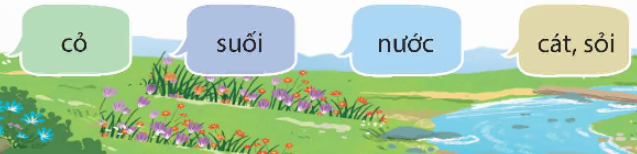 cỏ
suối
nước
cát, sỏi